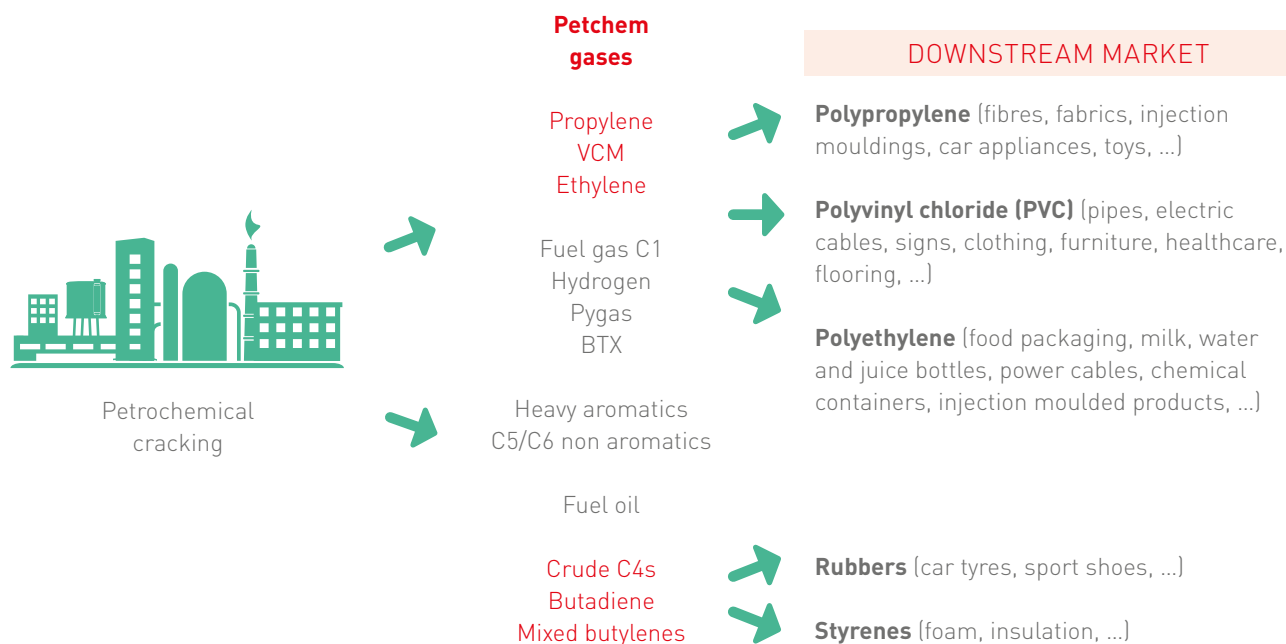 Petchem
gases
DOWNSTREAM MARKET
Petrochemical
cracking
Propylene
VCM
Ethylene
Fuel gas C1
Hydrogen
Pygas
BTX
Heavy aromatics
C5/C6 non aromatics
Fuel oil
Crude C4s
Butadiene
Mixed butylenes
Polypropylene (fibres, fabrics, injection
mouldings, car appliances, toys, ...)
Polyvinyl chloride (PVC) (pipes, electric
cables, signs, clothing, furniture, healthcare,
flooring, ...)
Polyethylene (food packaging, milk, water
and juice bottles, power cables, chemical
containers, injection moulded products, ...)
Rubbers (car tyres, sport shoes, ...)
Styrenes (foam, insulation, ...)